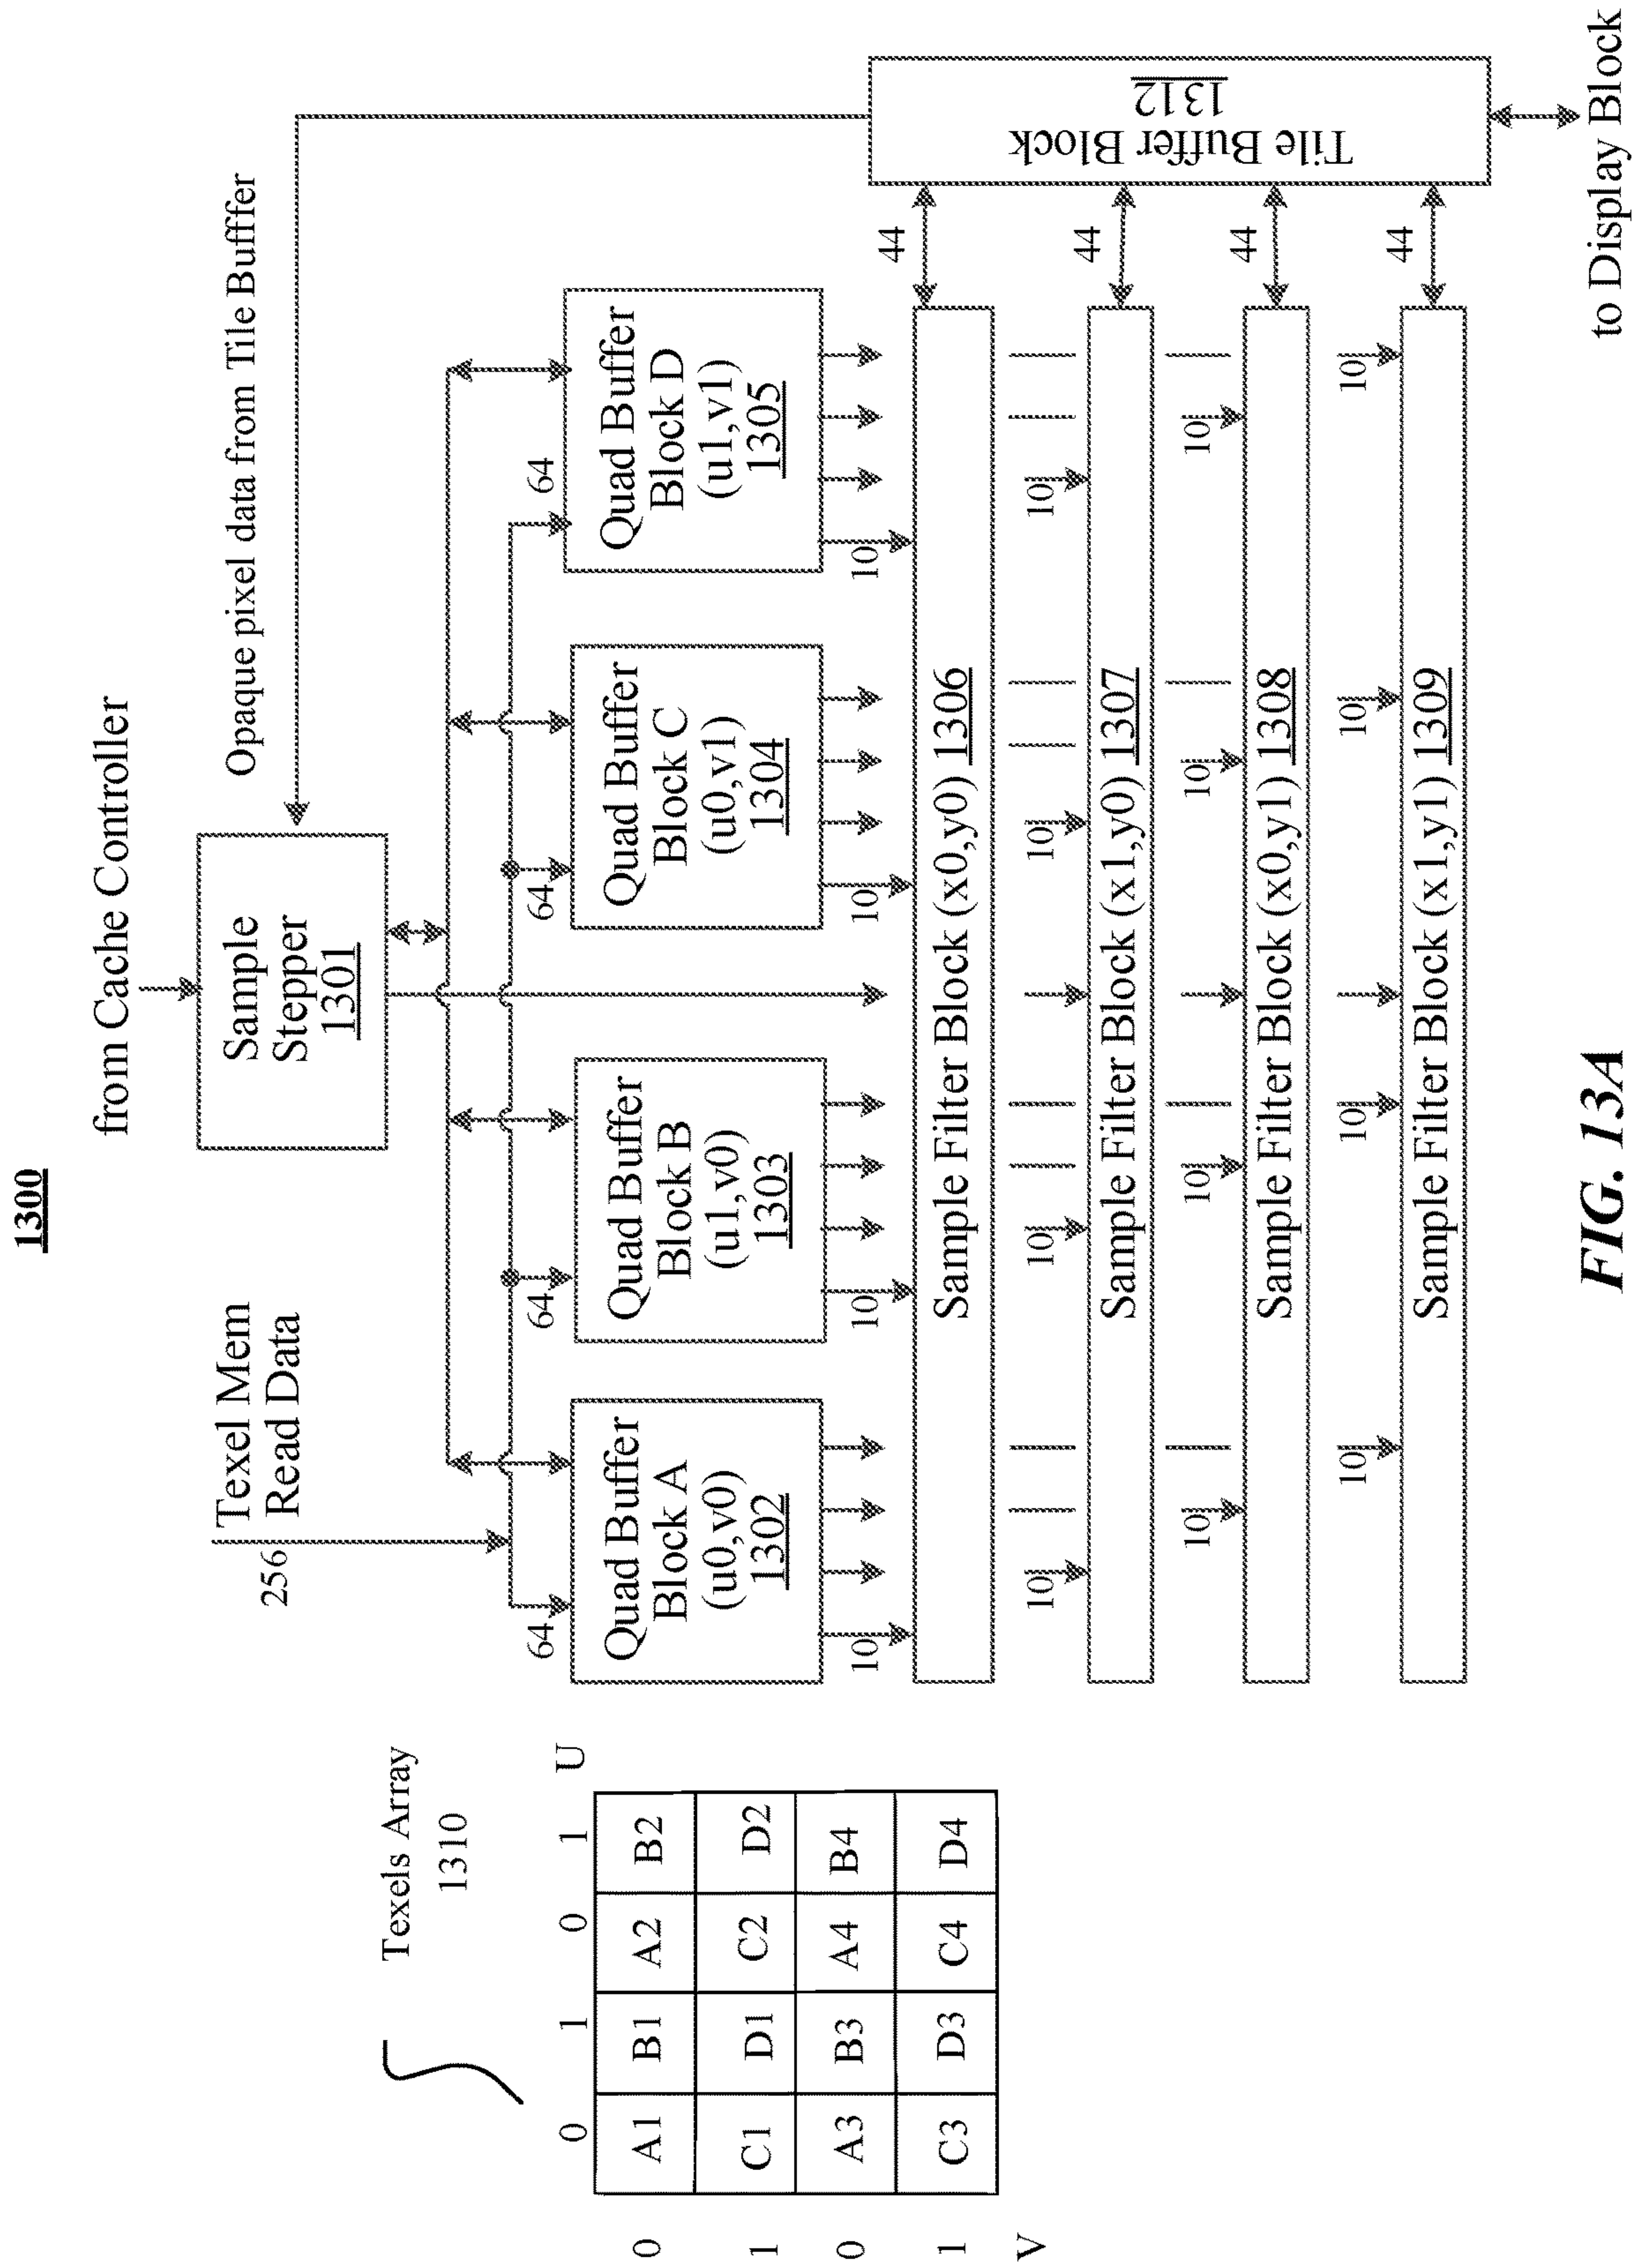 1300
from Cache Controller
Opaque pixel data from Tile Bufffer
Texel Mem
Read Data
256
Sample
Stepper
1301
Texels Array
1310
0 1 0 1 U
0 A1 B1 A2 B2
1 C1 D1 C2 D2
0 A3 B3 A4 B4
1 C3 D3 C4 D4
V
64 64 64 64
Quad Buffer
Block A
(u0,v0)
1302
Quad Buffer
Block B
(u1,v0)
1303
Quad Buffer
Block C
(u0,v1)
1304
Quad Buffer
Block D
(u1,v1)
1305
10 10 10 10
Sample Filter Block (x0,y0) 1306
44
10 10 10 10
Sample Filter Block (x1,y0) 1307
44
10 10 10 10
Sample Filter Block (x0,y1) 1308
44
10 10 10 10
Sample Filter Block (x1,y1) 1309
44
Tile Buffer Block
1312
to Display Block
FIG. 13A